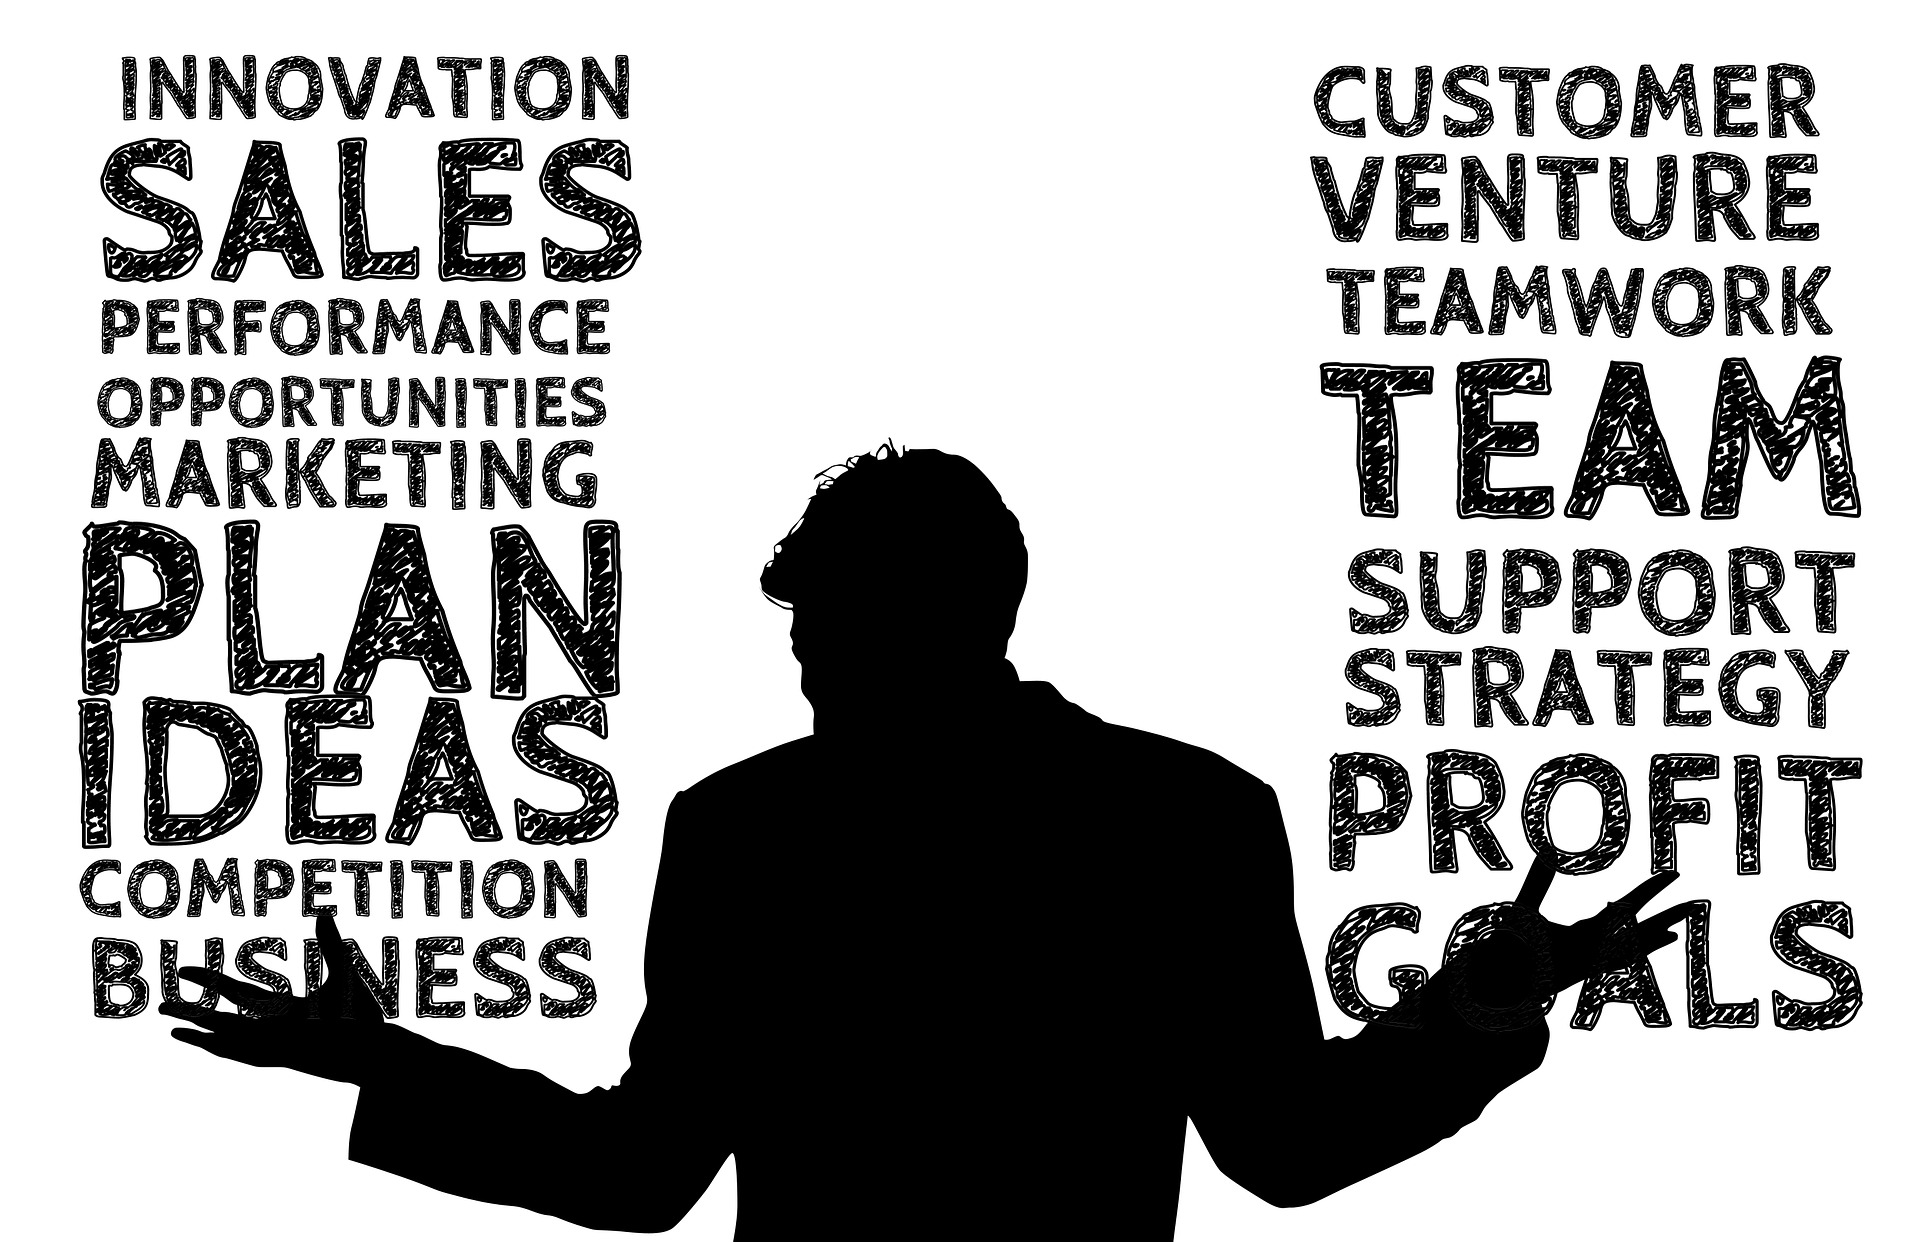 INNOVATION
SALES
PERFORMANCE
OPPORTUNITIES
MARKETING
PLAN
IDEAS
COMPETITION
BUSINESS
CUSTOMER
VENTURE
TEAMWORK
TEAM
SUPPORT
STRATEGY
PROFIT
GOALS